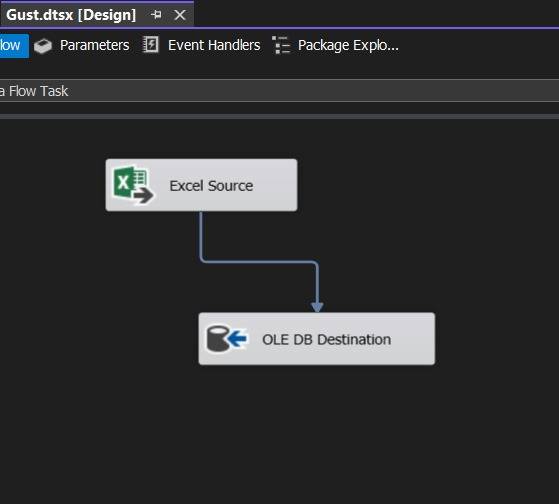 Gust.dtsx [Design]
low Parameters Event Handlers Package Explo...
a Flow Task
Excel Source
OLE DB Destination